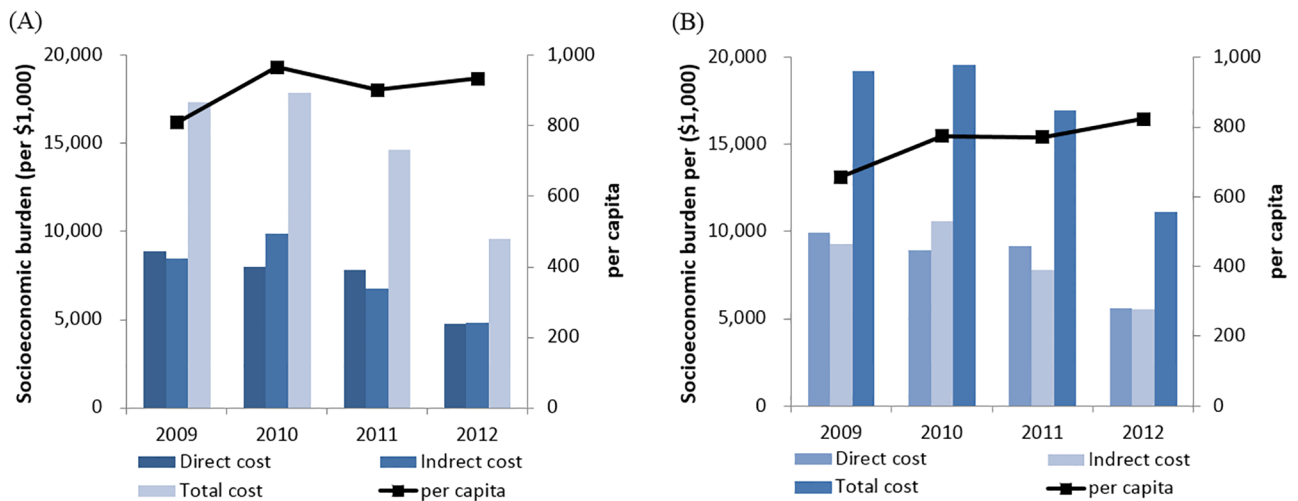 (A)
Socioeconomic burden (per $1,000)
20,000
15,000
10,000
5,000
0
1,000
800
600
400
200
0
per capita
2009 2010 2011 2012
Direct cost Indrect cost
Total cost per capita
(B)
Socioeconomic burden per ($1,000)
20,000
15,000
10,000
5,000
0
1,000
800
600
400
200
0
per capita
2009 2010 2011 2012
Direct cost Indrect cost
Total cost per capita